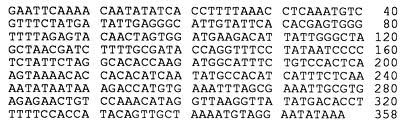 GAATTCAAAA CAATATATCA CCTTTTAAAC CTCAAATGTC 40
GTTTCTATGA TATTGAGGGC ATTGTATTCA CACGAGTGGG 80
TTTTAGAGTA CAACTAGTGG ATGAAGACAT TATTGGGCTA 120
GCTAACGATC TTTTGCGATA CCAGGTTTCC TATAATCCCC 160
TCTATTCTAG GCACACCAAG ATGGCATTTC TGTCCACTCA 200
AGTAAAACAC CACACATCAA TATGCCACAT CATTTCTCAA 240
AATATAATAA AGACCATGTG AAATTTAGCG AAATTGCGTG 280
AGAGAACTGT CCAAACATAG GTTAAGGTTA TATGACACCT 320
TTTTCCACCA TACAGTTGCT AAAATGTAGG AATATAAA 358